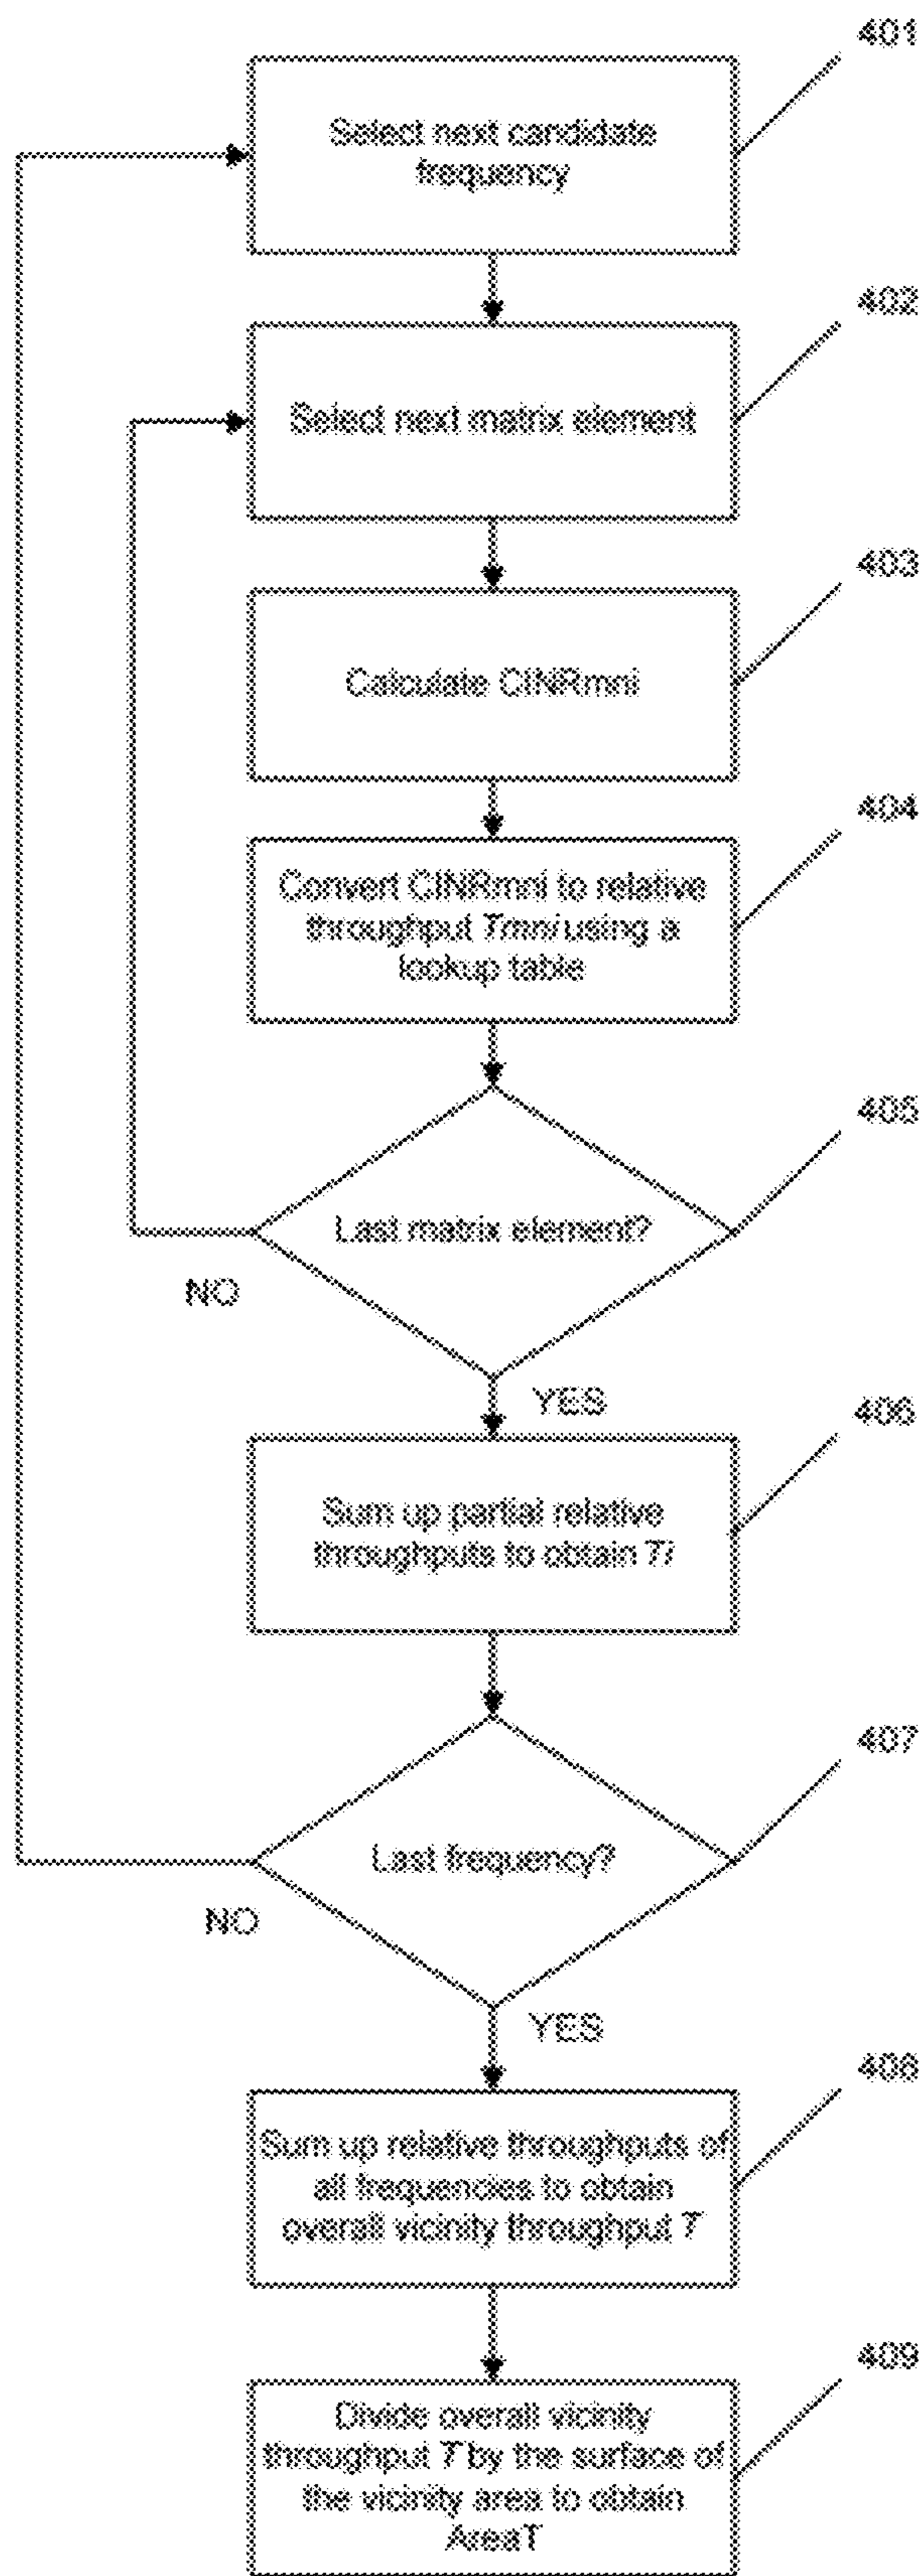 401
Select next candidate
frequency
402
Select next matrix element
403
Calculate CINRmni
404
Convert CINRmni to relative
throughput Tmni using a
lookup table
405
Last matrix element?
NO
YES
406
Sum up partial relative
throughputs to obtain Ti
407
Last frequency?
NO
YES
408
Sum up relative throughputs of
all frequencies to obtain
overall vicinity throughput T
409
Divide overall vicinity
throughput T by the surface of
the vicinity area to obtain
AreaT